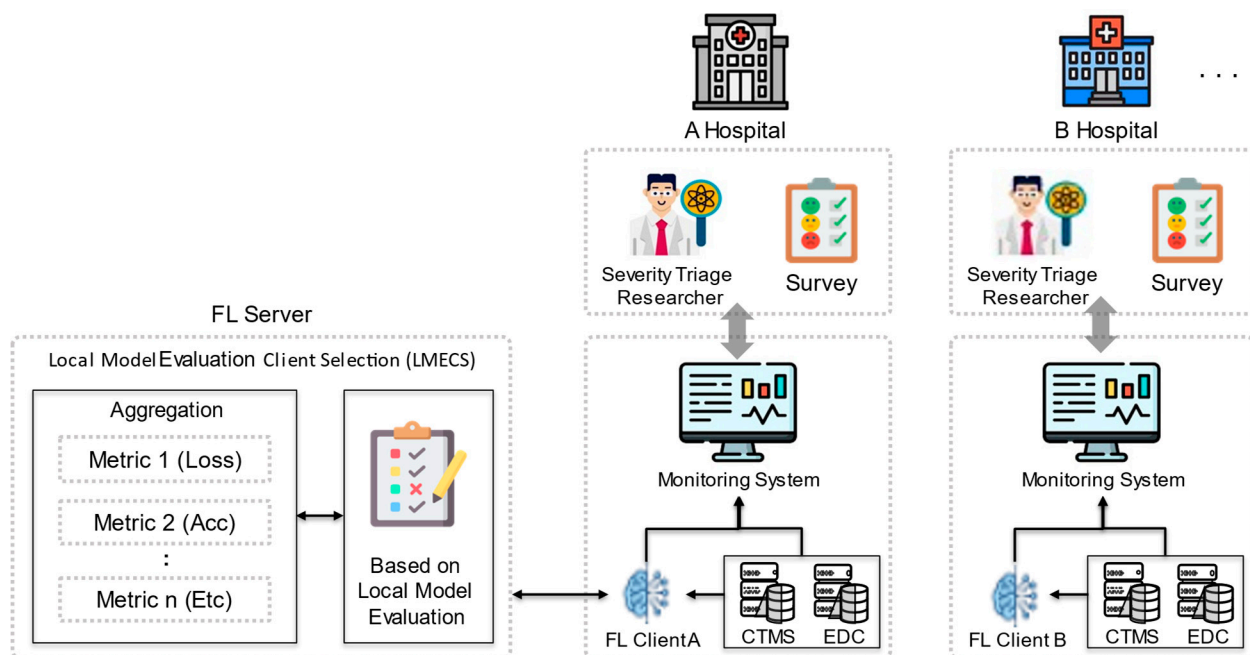 A Hospital
B Hospital
. . .
Severity Triage
Researcher
Survey
Severity Triage
Researcher
Survey
FL Server
Local Model Evaluation Client Selection (LMECS)
Aggregation
Metric 1 (Loss)
Metric 2 (Acc)
:
Metric n (Etc)
Based on
Local Model
Evaluation
Monitoring System
FL Client A
CTMS
EDC
Monitoring System
FL Client B
CTMS
EDC